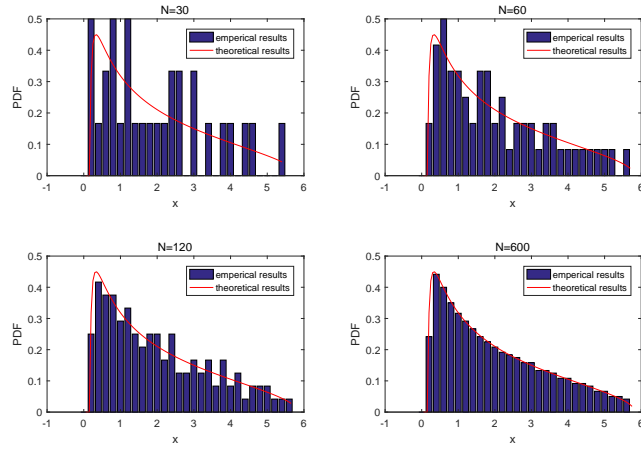 N=30
0.5
0.4
0.3
0.2
0.1
0
PDF
emperical results
theoretical results
-1 0 1 2 3 4 5 6
x
N=60
0.5
0.4
0.3
0.2
0.1
0
PDF
emperical results
theoretical results
-1 0 1 2 3 4 5 6
x
N=120
0.5
0.4
0.3
0.2
0.1
0
PDF
emperical results
theoretical results
-1 0 1 2 3 4 5 6
x
N=600
0.5
0.4
0.3
0.2
0.1
0
PDF
emperical results
theoretical results
-1 0 1 2 3 4 5 6
x